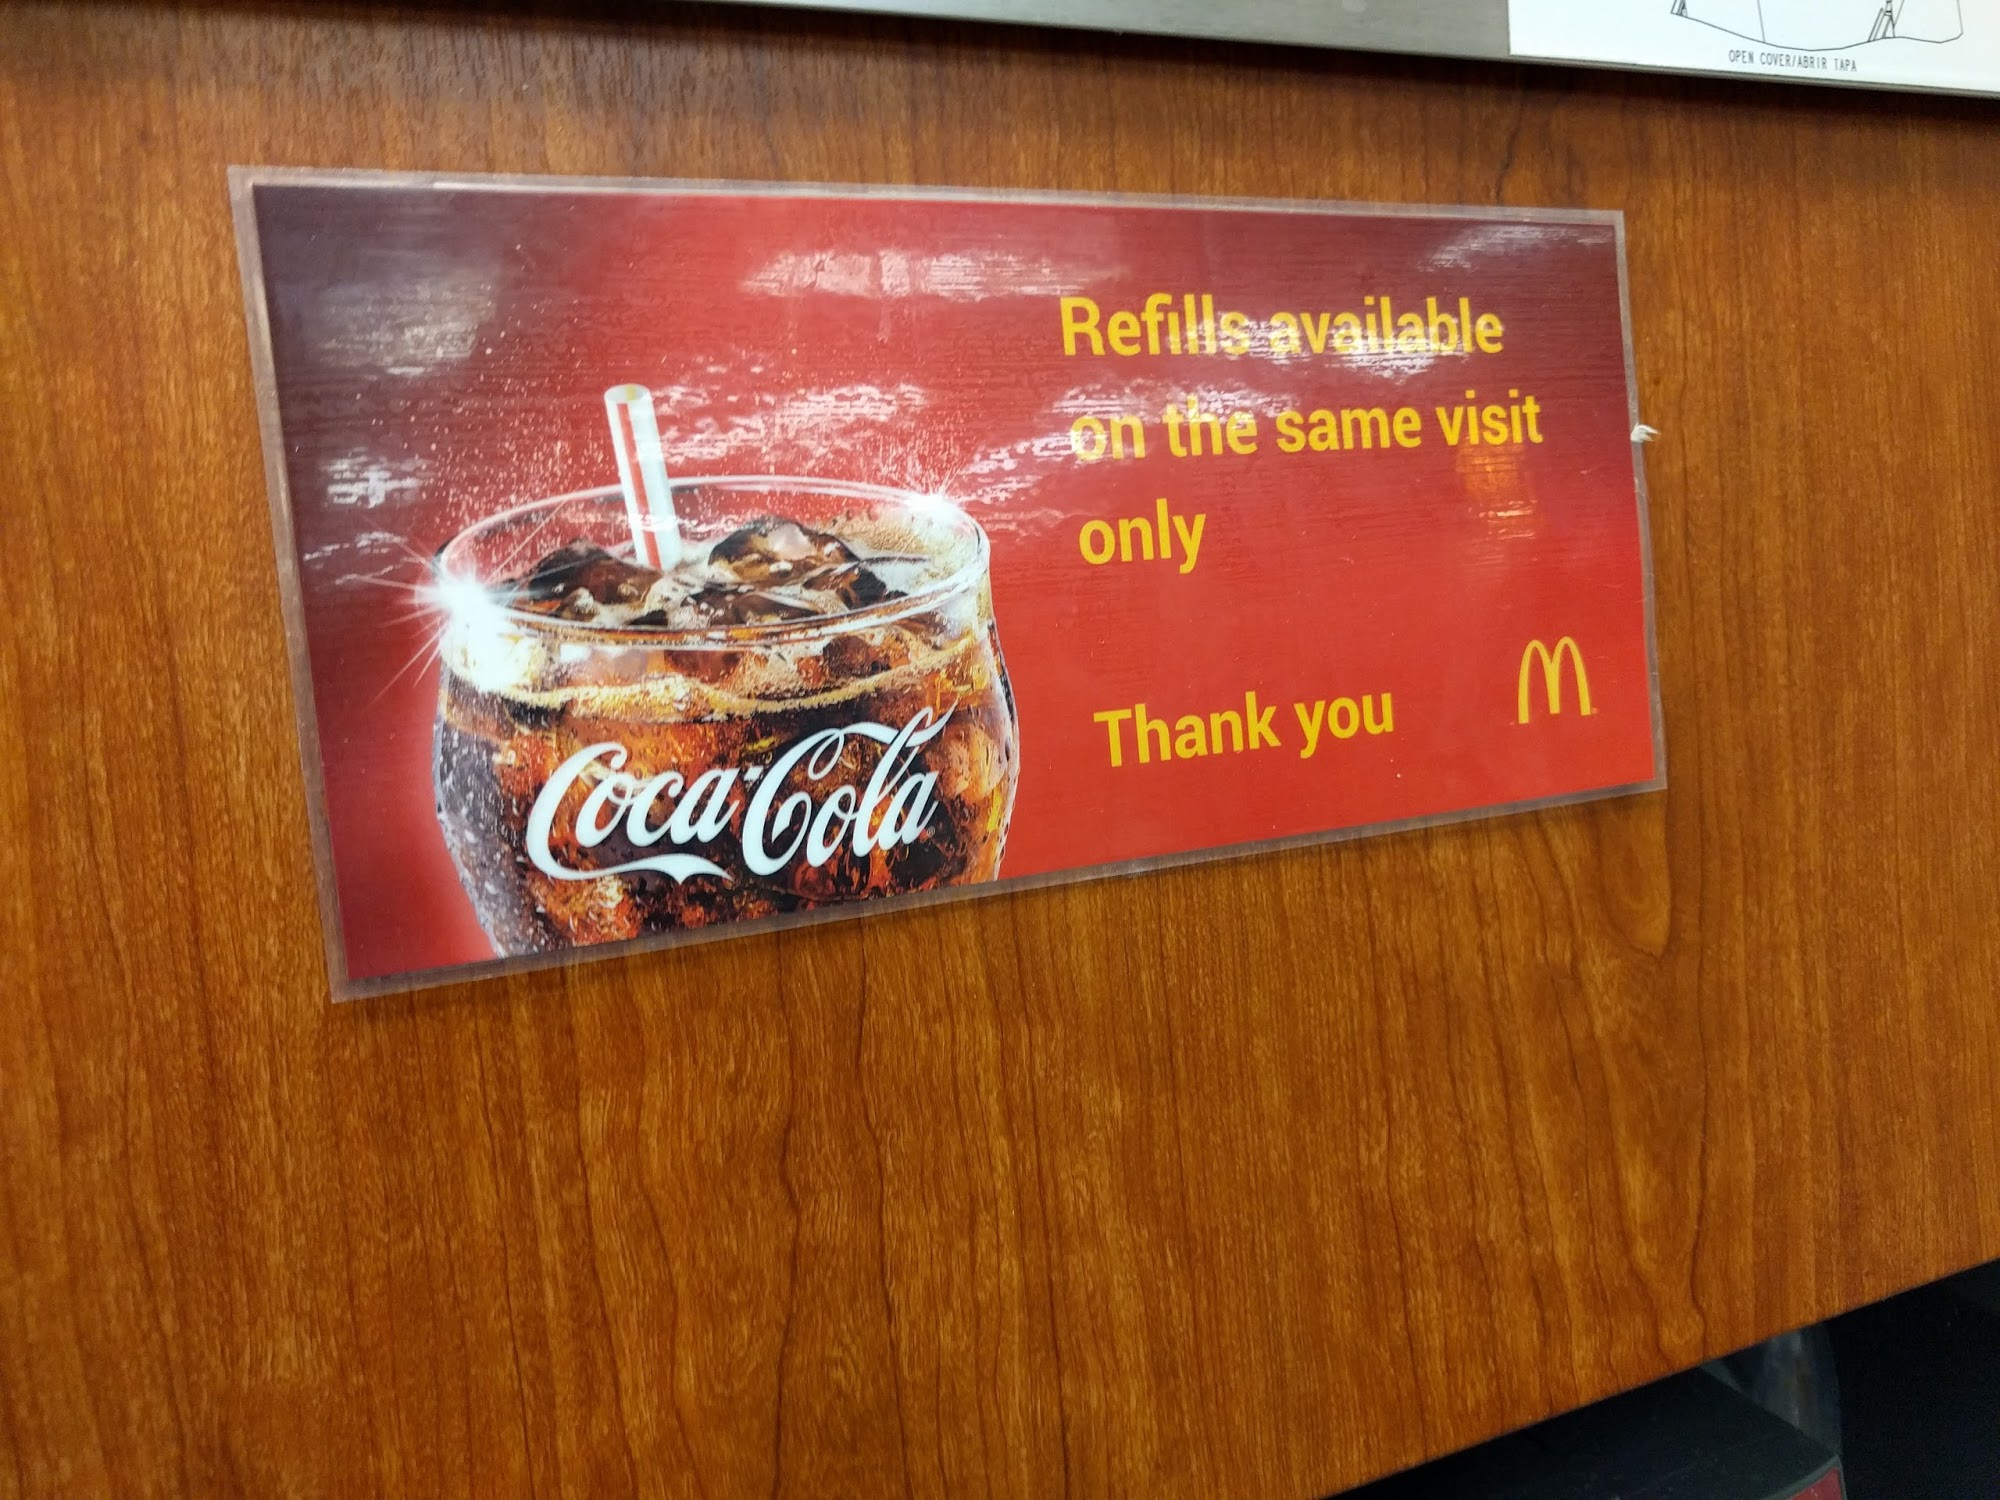 OPEN COVER/ABRIR TAPA
Refills available
on the same visit
only
Thank you
M
Coca-Cola